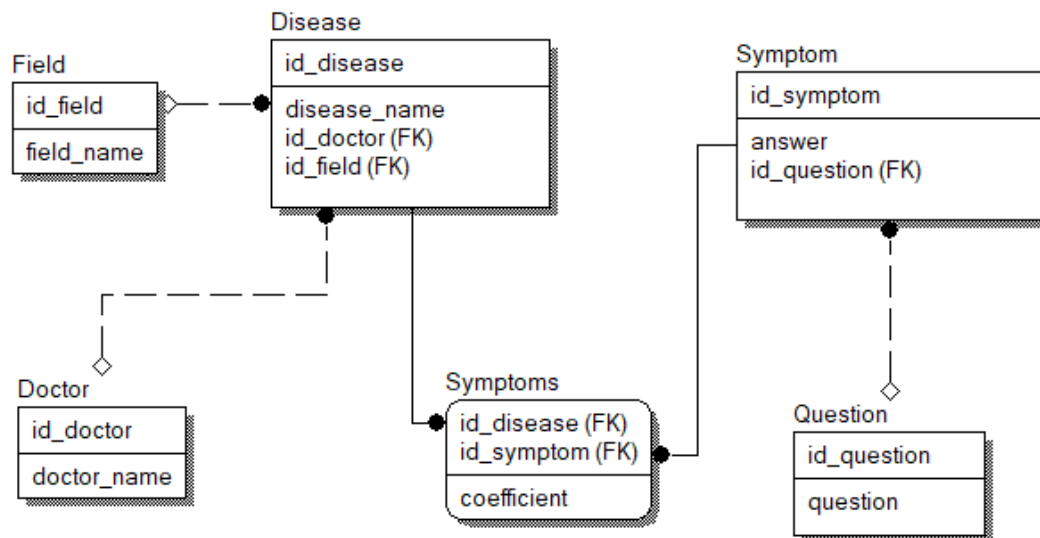 Disease
id_disease
disease_name
id_doctor (FK)
id_field (FK)
Field
id_field
field_name
Symptom
id_symptom
answer
id_question (FK)
Doctor
id_doctor
doctor_name
Symptoms
id_disease (FK)
id_symptom (FK)
coefficient
Question
id_question
question